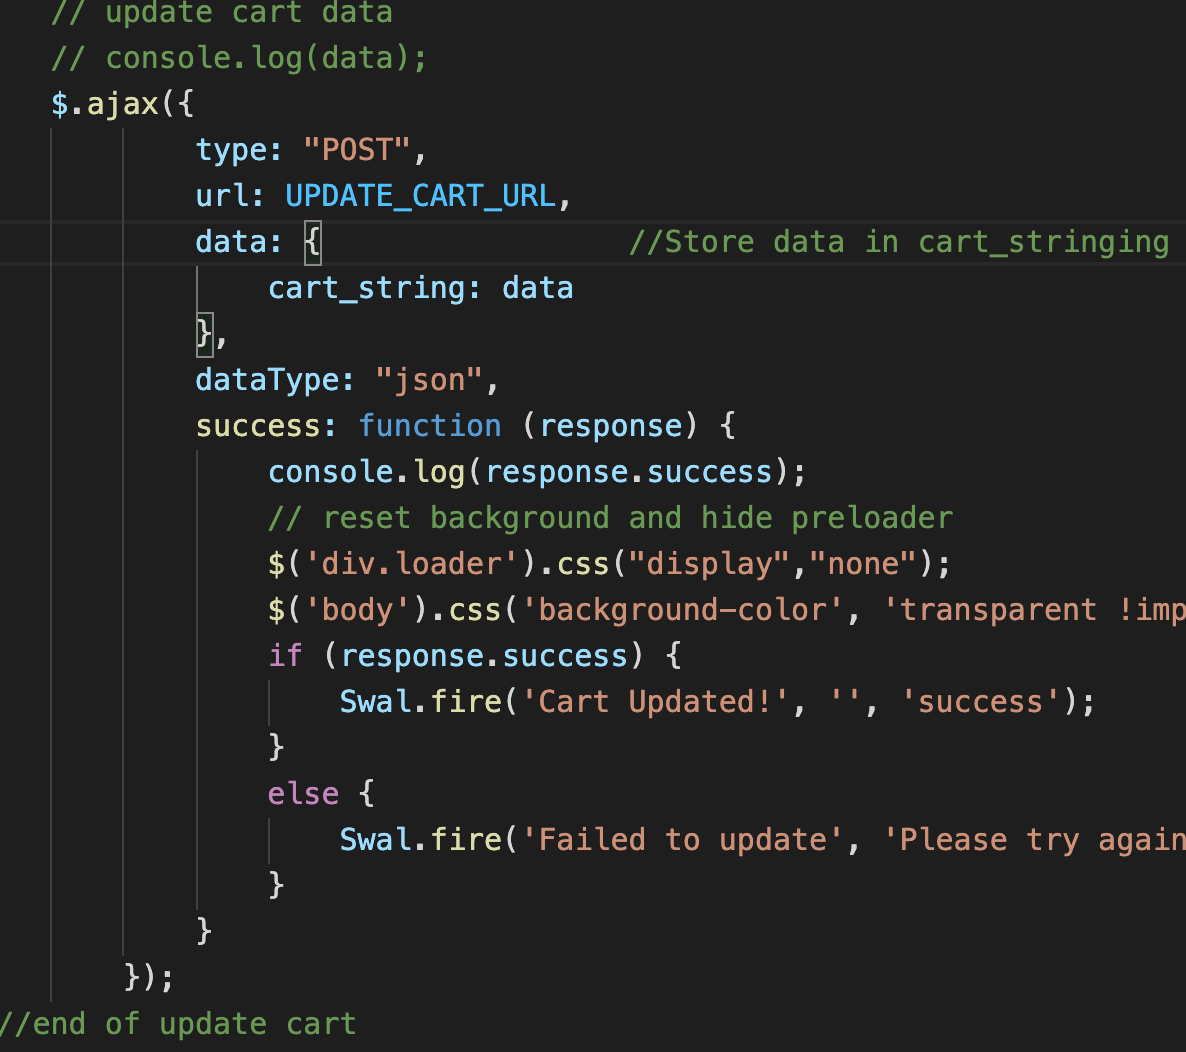 // update cart data
// console.log(data);
$.ajax({
type: "POST",
url: UPDATE_CART_URL,
data: { //Store data in cart_stringing
cart_string: data
},
dataType: "json",
success: function (response) {
console.log(response.success);
// reset background and hide preloader
$('div.loader').css("display","none");
$('body').css('background-color', 'transparent !imp
if (response.success) {
Swal.fire('Cart Updated!', '', 'success');
}
else {
Swal.fire('Failed to update', 'Please try again
}
}
});
//end of update cart